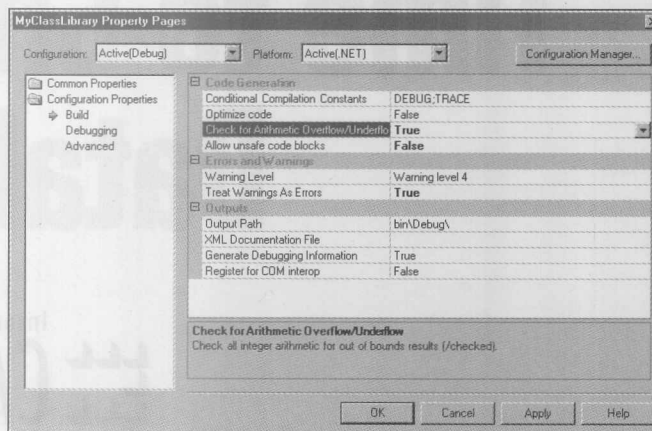 MyClassLibrary Property Pages
Configuration: Active(Debug) Platform: Active(.NET) Configuration Manager...
Common Properties
Configuration Properties
Build
Debugging
Advanced
Code Generation
Conditional Compilation Constants DEBUG;TRACE
Optimize code False
Check for Arithmetic Overflow/Underflo True
Allow unsafe code blocks False
Errors and Warnings
Warning Level Warning level 4
Treat Warnings As Errors True
Outputs
Output Path bin\Debug\
XML Documentation File
Generate Debugging Information True
Register for COM interop False
Check for Arithmetic Overflow/Underflow
Check all integer arithmetic for out of bounds results (/checked).
OK Cancel Apply Help